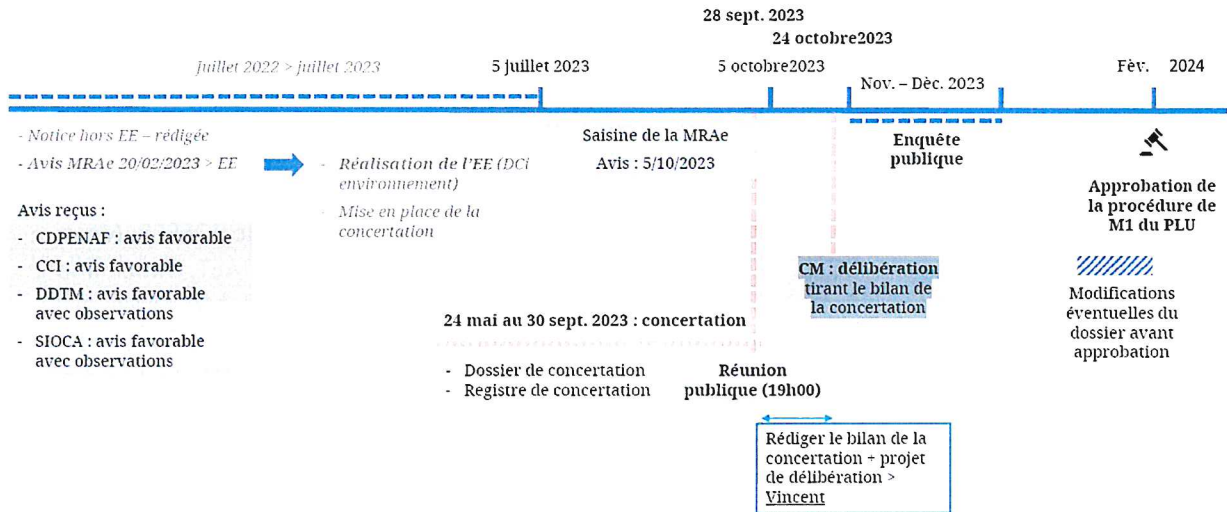 28 sept. 2023
24 octobre2023
Juillet 2022 > juillet 2023
5 juillet 2023
5 octobre2023
Nov. – Dèc. 2023
Fèv. 2024
- Notice hors EE – rédigée
- Avis MRAe 20/02/2023 > EE
- Réalisation de l'EE (DCi
environnement)
- Mise en place de la
concertation
Saisine de la MRAe
Avis : 5/10/2023
Enquête
publique
Approbation de
la procédure de
M1 du PLU
Avis reçus :
- CDPENAF : avis favorable
- CCI : avis favorable
- DDTM : avis favorable
avec observations
- SIOCA : avis favorable
avec observations
CM : délibération
tirant le bilan de
la concertation
Modifications
éventuelles du
dossier avant
approbation
24 mai au 30 sept. 2023 : concertation
- Dossier de concertation
- Registre de concertation
Réunion
publique (19h00)
Rédiger le bilan de la
concertation + projet
de délibération >
Vincent